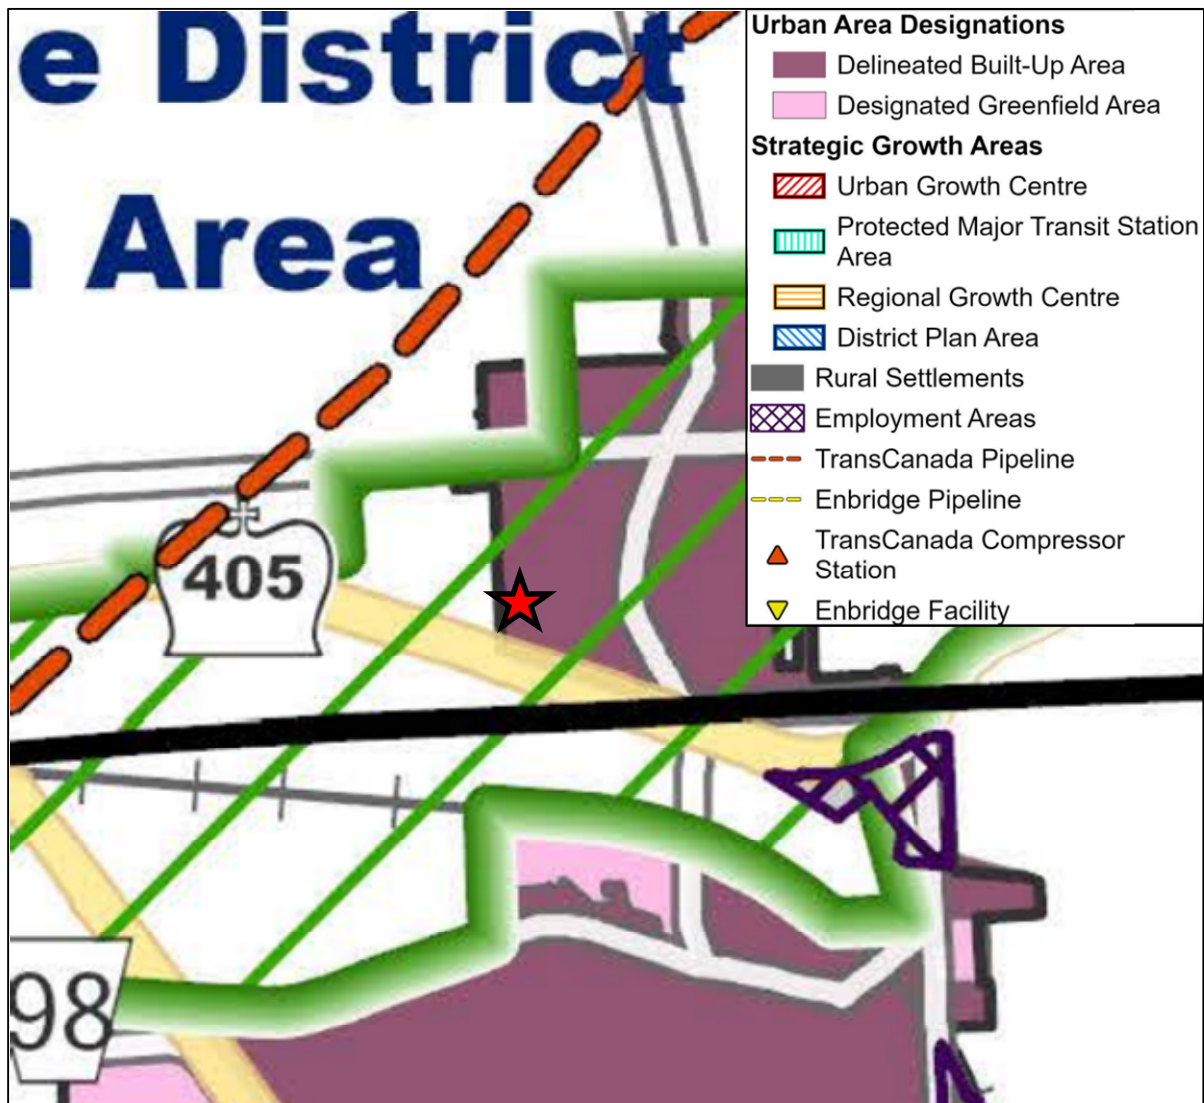 e District
Area
405
98
Urban Area Designations
Delineated Built-Up Area
Designated Greenfield Area
Strategic Growth Areas
Urban Growth Centre
Protected Major Transit Station
Area
Regional Growth Centre
District Plan Area
Rural Settlements
Employment Areas
TransCanada Pipeline
Enbridge Pipeline
TransCanada Compressor
Station
Enbridge Facility